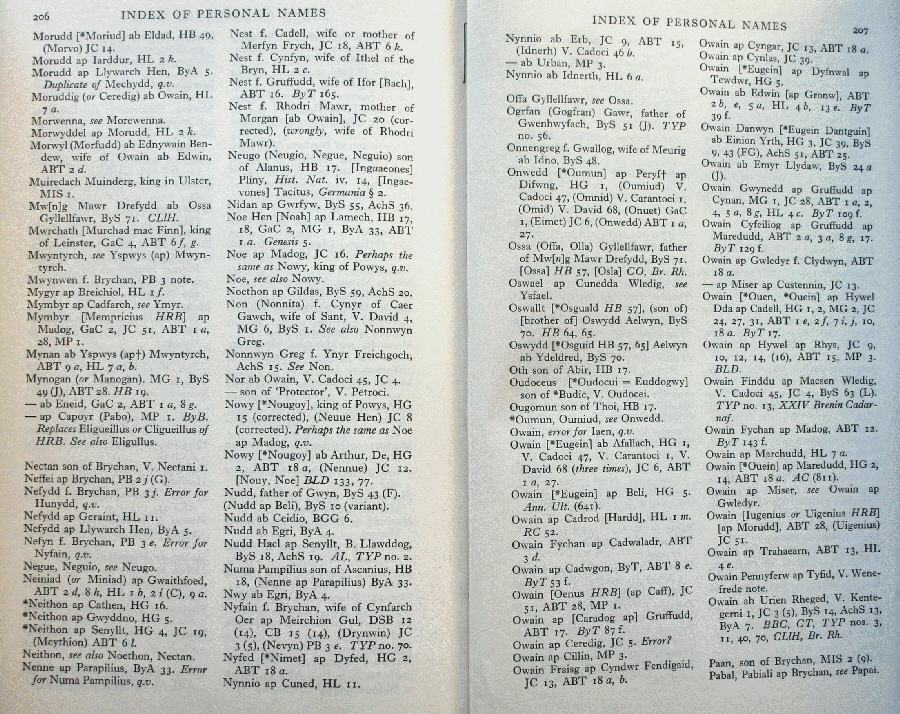 206 INDEX OF PERSONAL NAMES
Morudd [*Moriud] ab Eldad, HB 49,
(Morvo) JC 14.
Morudd ap Iarddur, HL 2 k.
Morudd ap Llywarch Hen, ByA 5.
Duplicate of Mechydd, q.v.
Moruddig (or Ceredig) ab Owain, HL
7 a.
Morwenna, see Morewenna.
Morwyddel ap Morudd, HL 2 k.
Morwyl (Morfudd) ab Ednywain Ben-
dew, wife of Owain ab Edwin,
ABT 2 d.
Muiredach Muinderg, king in Ulster,
MIS 1.
Mw[n]g Mawr Drefydd ab Ossa
Gyllellfawr, ByS 71. CLlH.
Mwrchath [Murchad mac Finn], king
of Leinster, GaC 4, ABT 6 f, g.
Mwyntyrch, see Yspwys (ap) Mwyn-
tyrch.
Mwynwen f. Brychan, PB 3 note.
Mygyr ap Breichiol, HL 1 f.
Mymbyr ap Cadfarch, see Ymyr.
Mymbyr [Mempricius HRB] ap
Madog, GaC 2, JC 51, ABT 1 a,
28, MP 1.
Mynan ab Yspwys (ap†) Mwyntyrch,
ABT 9 a, HL 7 a, b.
Mynogan (or Manogan). MG 1, ByS
49 (J), ABT 28. HB 19.
— ab Eneid, GaC 2, ABT 1 a, 8 g.
— ap Capoyr (Pabo), MP 1. ByB.
Replaces Eligueillus or Cligueillus of
HRB. See also Eligullus.
Nectan son of Brychan, V. Nectani 1.
Neffei ap Brychan, PB 2 j (G).
Nefydd f. Brychan, PB 3 j. Error for
Hunydd, q.v.
Nefydd ap Geraint, HL 11.
Nefydd ap Llywarch Hen, ByA 5.
Nefyn f. Brychan, PB 3 e. Error for
Nyfain, q.v.
Negue, Neguio, see Neugo.
Neiniad (or Miniad) ap Gwaithfoed,
ABT 2 d, 8 h, HL 1 b, 2 i (C), 9 a.
*Neithon ap Cathen, HG 16.
*Neithon ap Gwyddno, HG 5.
*Neithon ap Senyllt, HG 4, JC 19,
(Meythion) ABT 6 l.
Neithon, see also Noethon, Nectan.
Nenne ap Parapilius, ByA 33. Error
for Numa Pampilius, q.v.
Nest f. Cadell, wife or mother of
Merfyn Frych, JC 18, ABT 6 k.
Nest f. Cynfyn, wife of Ithel of the
Bryn, HL 2 c.
Nest f. Gruffudd, wife of Ifor [Bach],
ABT 16. ByT 165.
Nest f. Rhodri Mawr, mother of
Morgan [ab Owain], JC 20 (cor-
rected), (wrongly, wife of Rhodri
Mawr).
Neugo (Neugio, Negue, Neguio) son
of Alanus, HB 17. [Inguaeones]
Pliny, Hist. Nat. iv. 14, [Ingae-
vones] Tacitus, Germania § 2.
Nidan ap Gwrfyw, ByS 55, AchS 36.
Noe Hen [Noah] ap Lamech, HB 17,
18, GaC 2, MG 1, ByA 33, ABT
1 a. Genesis 5.
Noe ap Madog, JC 16. Perhaps the
same as Nowy, king of Powys, q.v.
Noe, see also Nowy.
Noethon ap Gildas, ByS 59, AchS 20.
Non (Nonnita) f. Cynyr of Caer
Gawch, wife of Sant, V. David 4,
MG 6, ByS 1. See also Nonnwyn
Greg.
Nonnwyn Greg f. Ynyr Freichgoch,
AchS 15. See Non.
Nor ab Owain, V. Cadoci 45, JC 4.
— son of 'Protector', V. Petroci.
Nowy [*Nougoy], king of Powys, HG
15 (corrected), (Neuue Hen) JC 8
(corrected). Perhaps the same as Noe
ap Madog, q.v.
Nowy [*Nougoy] ab Arthur, De, HG
2, ABT 18 a, (Nennue) JC 12.
[Nouy, Noe] BLD 133, 77.
Nudd, father of Gwyn, ByS 43 (F).
(Nudd ap Beli), ByS 10 (variant).
Nudd ab Ceidio, BGG 6.
Nudd ab Egri, ByA 4.
Nudd Hael ap Senyllt, B. Llawddog,
ByS 18, AchS 19. AL, TYP no. 2.
Numa Pampilius son of Ascanius, HB
18, (Nenne ap Parapilius) ByA 33.
Nwy ab Egri, ByA 4.
Nyfain f. Brychan, wife of Cynfarch
Oer ap Meirchion Gul, DSB 12
(14), CB 15 (14), (Drynwin) JC
3 (5), (Nevyn) PB 3 e. TYP no. 70.
Nyfed [*Nimet] ap Dyfed, HG 2,
ABT 18 a.
Nynnio ap Cuned, HL 11.
INDEX OF PERSONAL NAMES 207
Nynnio ab Erb, JC 9, ABT 15,
(Idnerth) V. Cadoci 46 b.
— ab Urban, MP 3.
Nynnio ab Idnerth, HL 6 a.
Offa Gyllellfawr, see Ossa.
Ogrfan (Gogfran) Gawr, father of
Gwenhwyfach, ByS 51 (J). TYP
no. 56.
Onnengreg f. Gwallog, wife of Meurig
ab Idno, ByS 48.
Onwedd [*Oumun] ap Peryf† ap
Difwng, HG 1, (Oumiud) V.
Cadoci 47, (Omnid) V. Carantoci 1,
(Omid) V. David 68, (Onuet) GaC
1, (Eimet) JC 6, (Onwedd) ABT 1 a,
27.
Ossa (Offa, Olla) Gyllellfawr, father
of Mw[n]g Mawr Drefydd, ByS 71.
[Ossa] HB 57, [Osla] CO, Br. Rh.
Oswael ap Cunedda Wledig, see
Ysfael.
Oswallt [*Osguald HB 57], (son of)
[brother of] Oswydd Aelwyn, ByS
70. HB 64, 65.
Oswydd [*Osguid HB 57, 65] Aelwyn
ab Ydeldred, ByS 70.
Oth son of Abir, HB 17.
Oudoceus [*Oudocui = Euddogwy]
son of *Budic, V. Oudocei.
Ougomun son of Thoi, HB 17.
*Oumun, Oumiud, see Onwedd.
Owain, error for Iaen, q.v.
Owain [*Eugein] ab Afallach, HG 1,
V. Cadoci 47, V. Carantoci 1, V.
David 68 (three times), JC 6, ABT
1 a, 27.
Owain [*Eugein] ap Beli, HG 5.
Ann. Ult. (641).
Owain ap Cadrod [Hardd], HL 1 m.
RC 52.
Owain Fychan ap Cadwaladr, ABT
3 d.
Owain ap Cadwgon, ByT, ABT 8 e.
ByT 53 f.
Owain [Oenus HRB] (ap Caff), JC
51, ABT 28, MP 1.
Owain ap [Caradog ap] Gruffudd,
ABT 17. ByT 87 f.
Owain ap Ceredig, JC 5. Error?
Owain ap Cillin, MP 3.
Owain Fraisg ap Cyndwr Fendigaid,
JC 13, ABT 18 a, b.
Owain ap Cyngar, JC 13, ABT 18 a.
Owain ap Cynlas, JC 39.
Owain [*Eugein] ap Dyfnwal ap
Tewdwr, HG 5.
Owain ab Edwin [ap Gronw], ABT
2 b, e, 5 a, HL 4 b, 13 e. ByT
39 f.
Owain Danwyn [*Eugein Dantguin]
ab Einion Yrth, HG 3, JC 39, ByS
9, 43 (FG), AchS 51, ABT 25.
Owain ab Emyr Llydaw, ByS 24 a
(J).
Owain Gwynedd ap Gruffudd ap
Cynan, MG 1, JC 28, ABT 1 a, 2,
4, 5 a, 8 g, HL 4 c. ByT 109 f.
Owain Cyfeiliog ap Gruffudd ap
Maredudd, ABT 2 a, 3 a, 8 g, 17.
ByT 129 f.
Owain ap Gwledyr f. Clydwyn, ABT
18 a.
— ap Miser ap Custennin, JC 13.
Owain [*Ouen, *Ouein] ap Hywel
Dda ap Cadell, HG 1, 2, MG 2, JC
24, 27, 31, ABT 1 e, 2 f, 7 i, j, 10,
18 a. ByT 17.
Owain ap Hywel ap Rhys, JC 9,
10, 12, 14, (16), ABT 15, MP 3.
BLD.
Owain Finddu ap Macsen Wledig,
V. Cadoci 45, JC 4, ByS 63 (L).
TYP no. 13, XXIV Brenin Cadar-
naf.
Owain Fychan ap Madog, ABT 12.
ByT 143 f.
Owain ap Marchudd, HL 7 a.
Owain [*Ouein] ap Maredudd, HG 2,
14, ABT 18 a. AC (811).
Owain ap Miser, see Owain ap
Gwledyr.
Owain [Iugenius or Uigenius HRB]
[ap Morudd], ABT 28, (Uigenius)
JC 51.
Owain ap Trahaearn, ABT 13, HL
4 e.
Owain Pennyferw ap Tyfid, V. Wene-
frede note.
Owain ab Urien Rheged, V. Kente-
gerni 1, JC 3 (5), ByS 14, AchS 13,
ByA 7. BBC, CT, TYP nos. 3,
11, 40, 70, CLlH, Br. Rh.
Paan, son of Brychan, MIS 2 (9).
Pabal, Pabiali ap Brychan, see Papai.